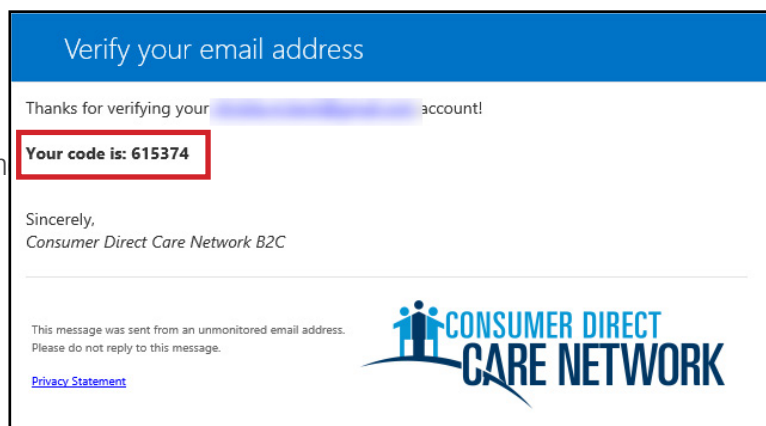 Verify your email address
Thanks for verifying your account!
Your code is: 615374
Sincerely,
Consumer Direct Care Network B2C
This message was sent from an unmonitored email address.
Please do not reply to this message.
Privacy Statement
CONSUMER DIRECT
CARE NETWORK